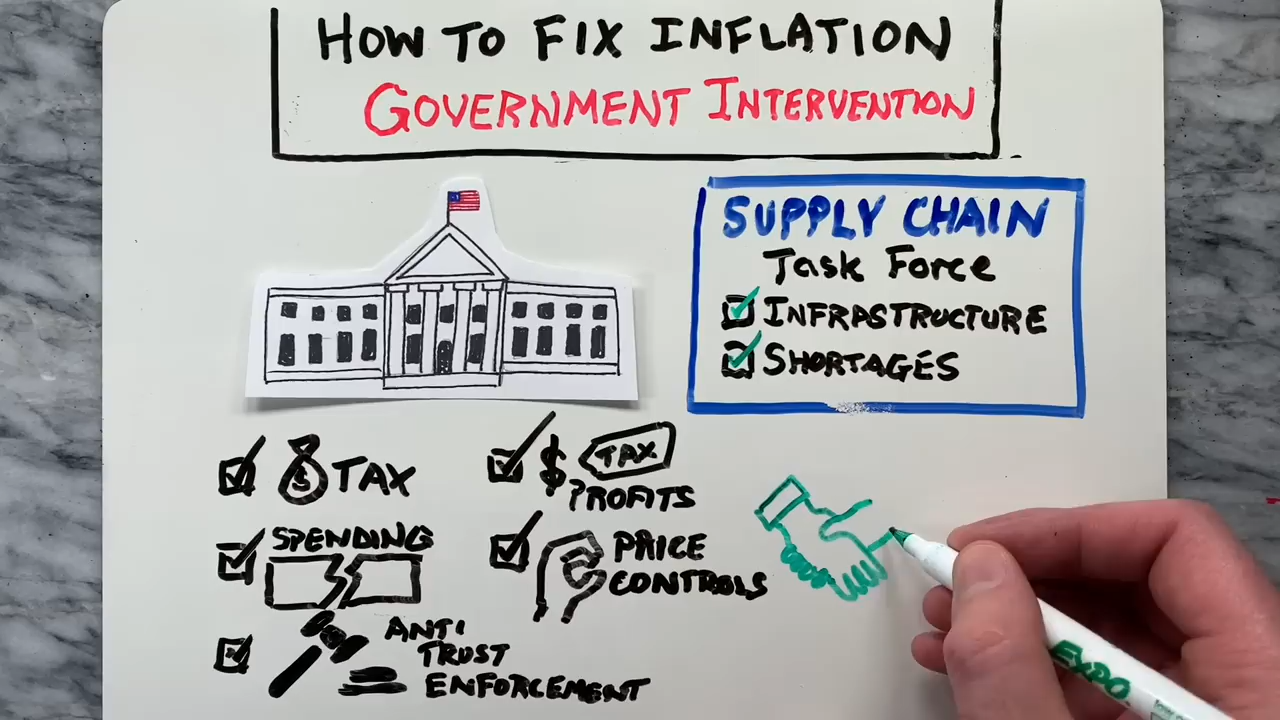 HOW TO FIX INFLATION
GOVERNMENT INTERVENTION
SUPPLY CHAIN
Task Force
INFRASTRUCTURE
SHORTAGES
$ TAX
$ TAX
PROFITS
SPENDING
PRICE
CONTROLS
ANTI
TRUST
ENFORCEMENT
EXPO